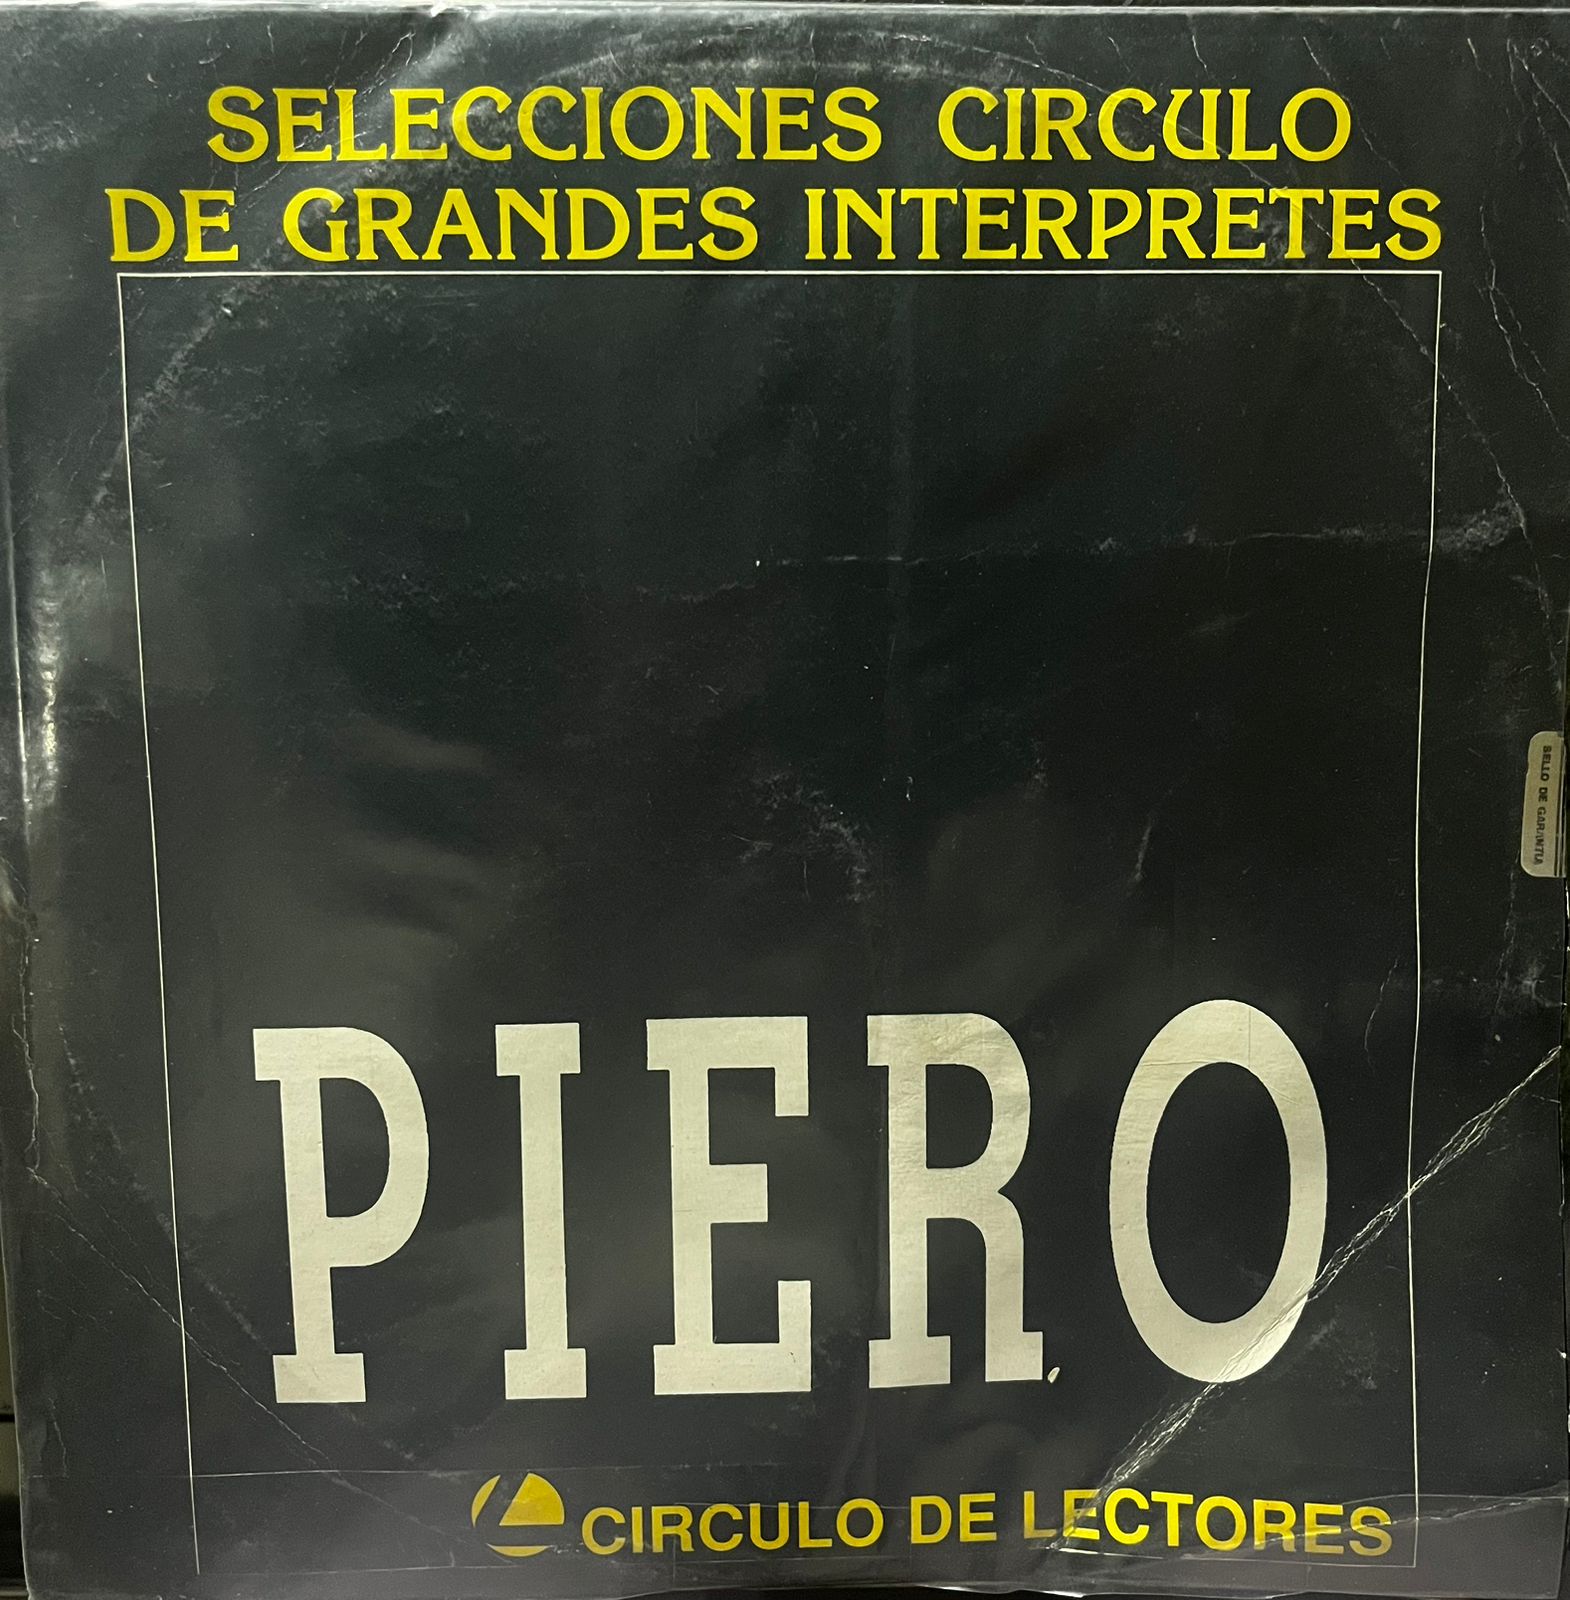 SELECCIONES CIRCULO
DE GRANDES INTERPRETES
SELLO DE GARANTIA
PIERO
CIRCULO DE LECTORES